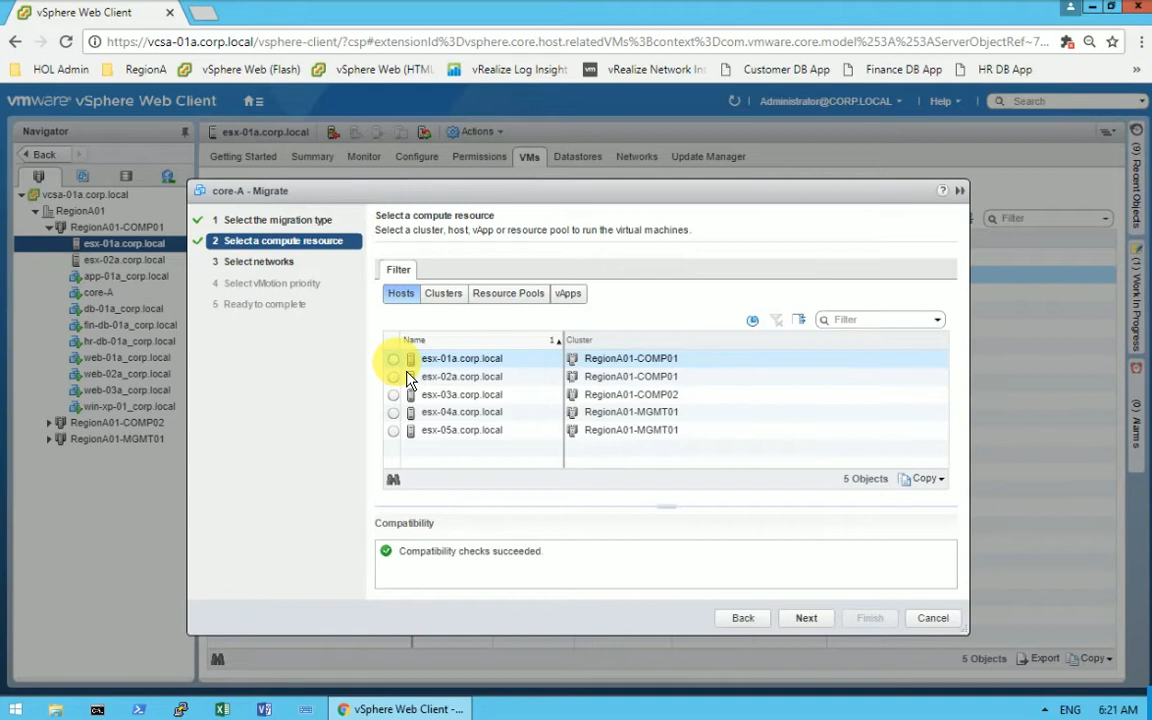 vSphere Web Client
https://vcsa-01a.corp.local/vsphere-client/?csp#extensionId%3Dvsphere.core.host.relatedVMs%3Bcontext%3Dcom.vmware.core.model%253A%253AServerObjectRef~7...
HOL Admin RegionA vSphere Web (Flash) vSphere Web (HTML vRealize Log Insight vRealize Network In Customer DB App Finance DB App HR DB App »
vmware® vSphere Web Client
Administrator@CORP.LOCAL Help Search
Navigator
esx-01a.corp.local Actions
Back
Getting Started Summary Monitor Configure Permissions VMs Datastores Networks Update Manager
vcsa-01a.corp.local
RegionA01
RegionA01-COMP01
esx-01a.corp.local
esx-02a.corp.local
app-01a_corp.local
core-A
db-01a_corp.local
fin-db-01a_corp.local
hr-db-01a_corp.local
web-01a_corp.local
web-02a_corp.local
web-03a_corp.local
win-xp-01_corp.local
RegionA01-COMP02
RegionA01-MGMT01
core-A - Migrate
1 Select the migration type
2 Select a compute resource
3 Select networks
4 Select vMotion priority
5 Ready to complete
Select a compute resource
Select a cluster, host, vApp or resource pool to run the virtual machines.
Filter
Hosts Clusters Resource Pools vApps
Filter
Name 1 Cluster
esx-01a.corp.local RegionA01-COMP01
esx-02a.corp.local RegionA01-COMP01
esx-03a.corp.local RegionA01-COMP02
esx-04a.corp.local RegionA01-MGMT01
esx-05a.corp.local RegionA01-MGMT01
5 Objects Copy
Compatibility
Compatibility checks succeeded.
Back Next Finish Cancel
Filter
5 Objects Export Copy
(9) Recent Objects
(1) Work In Progress
(0) Alarms
vSphere Web Client -...
ENG 6:21 AM